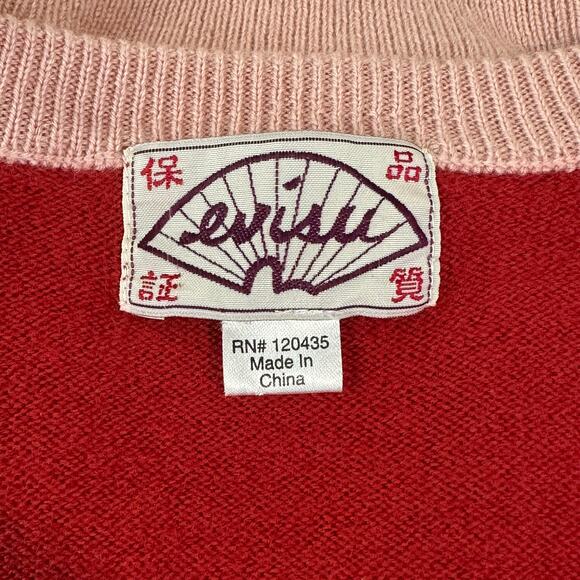 品質
保証
evisu
RN# 120435
Made In
China